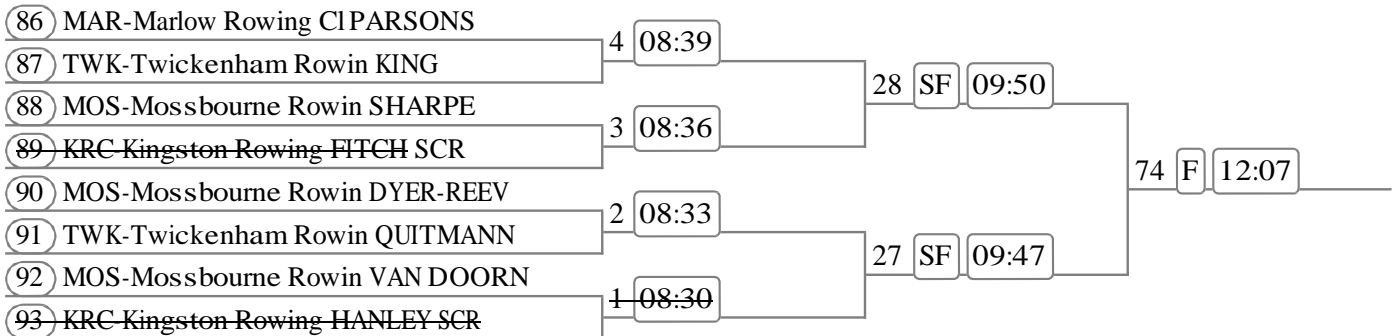 86 MAR-Marlow Rowing Cl PARSONS
87 TWK-Twickenham Rowin KING
4 08:39
88 MOS-Mossbourne Rowin SHARPE
89 KRC-Kingston Rowing FITCH SCR
3 08:36
28 SF 09:50
90 MOS-Mossbourne Rowin DYER-REEV
91 TWK-Twickenham Rowin QUITMANN
2 08:33
92 MOS-Mossbourne Rowin VAN DOORN
93 KRC-Kingston Rowing HANLEY SCR
1 08:30
27 SF 09:47
74 F 12:07